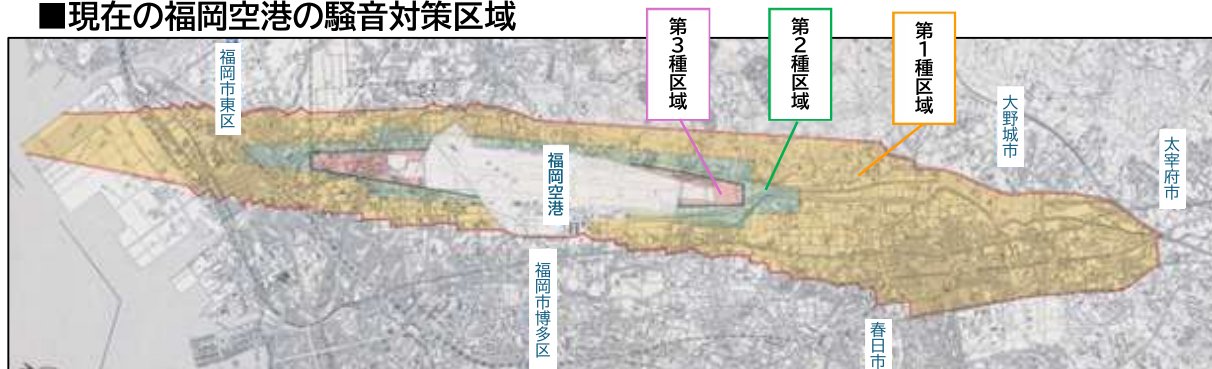 ■現在の福岡空港の騒音対策区域
第3種区域
第2種区域
第1種区域
福岡市東区
大野城市
太宰府市
福岡空港
福岡市博多区
春日市